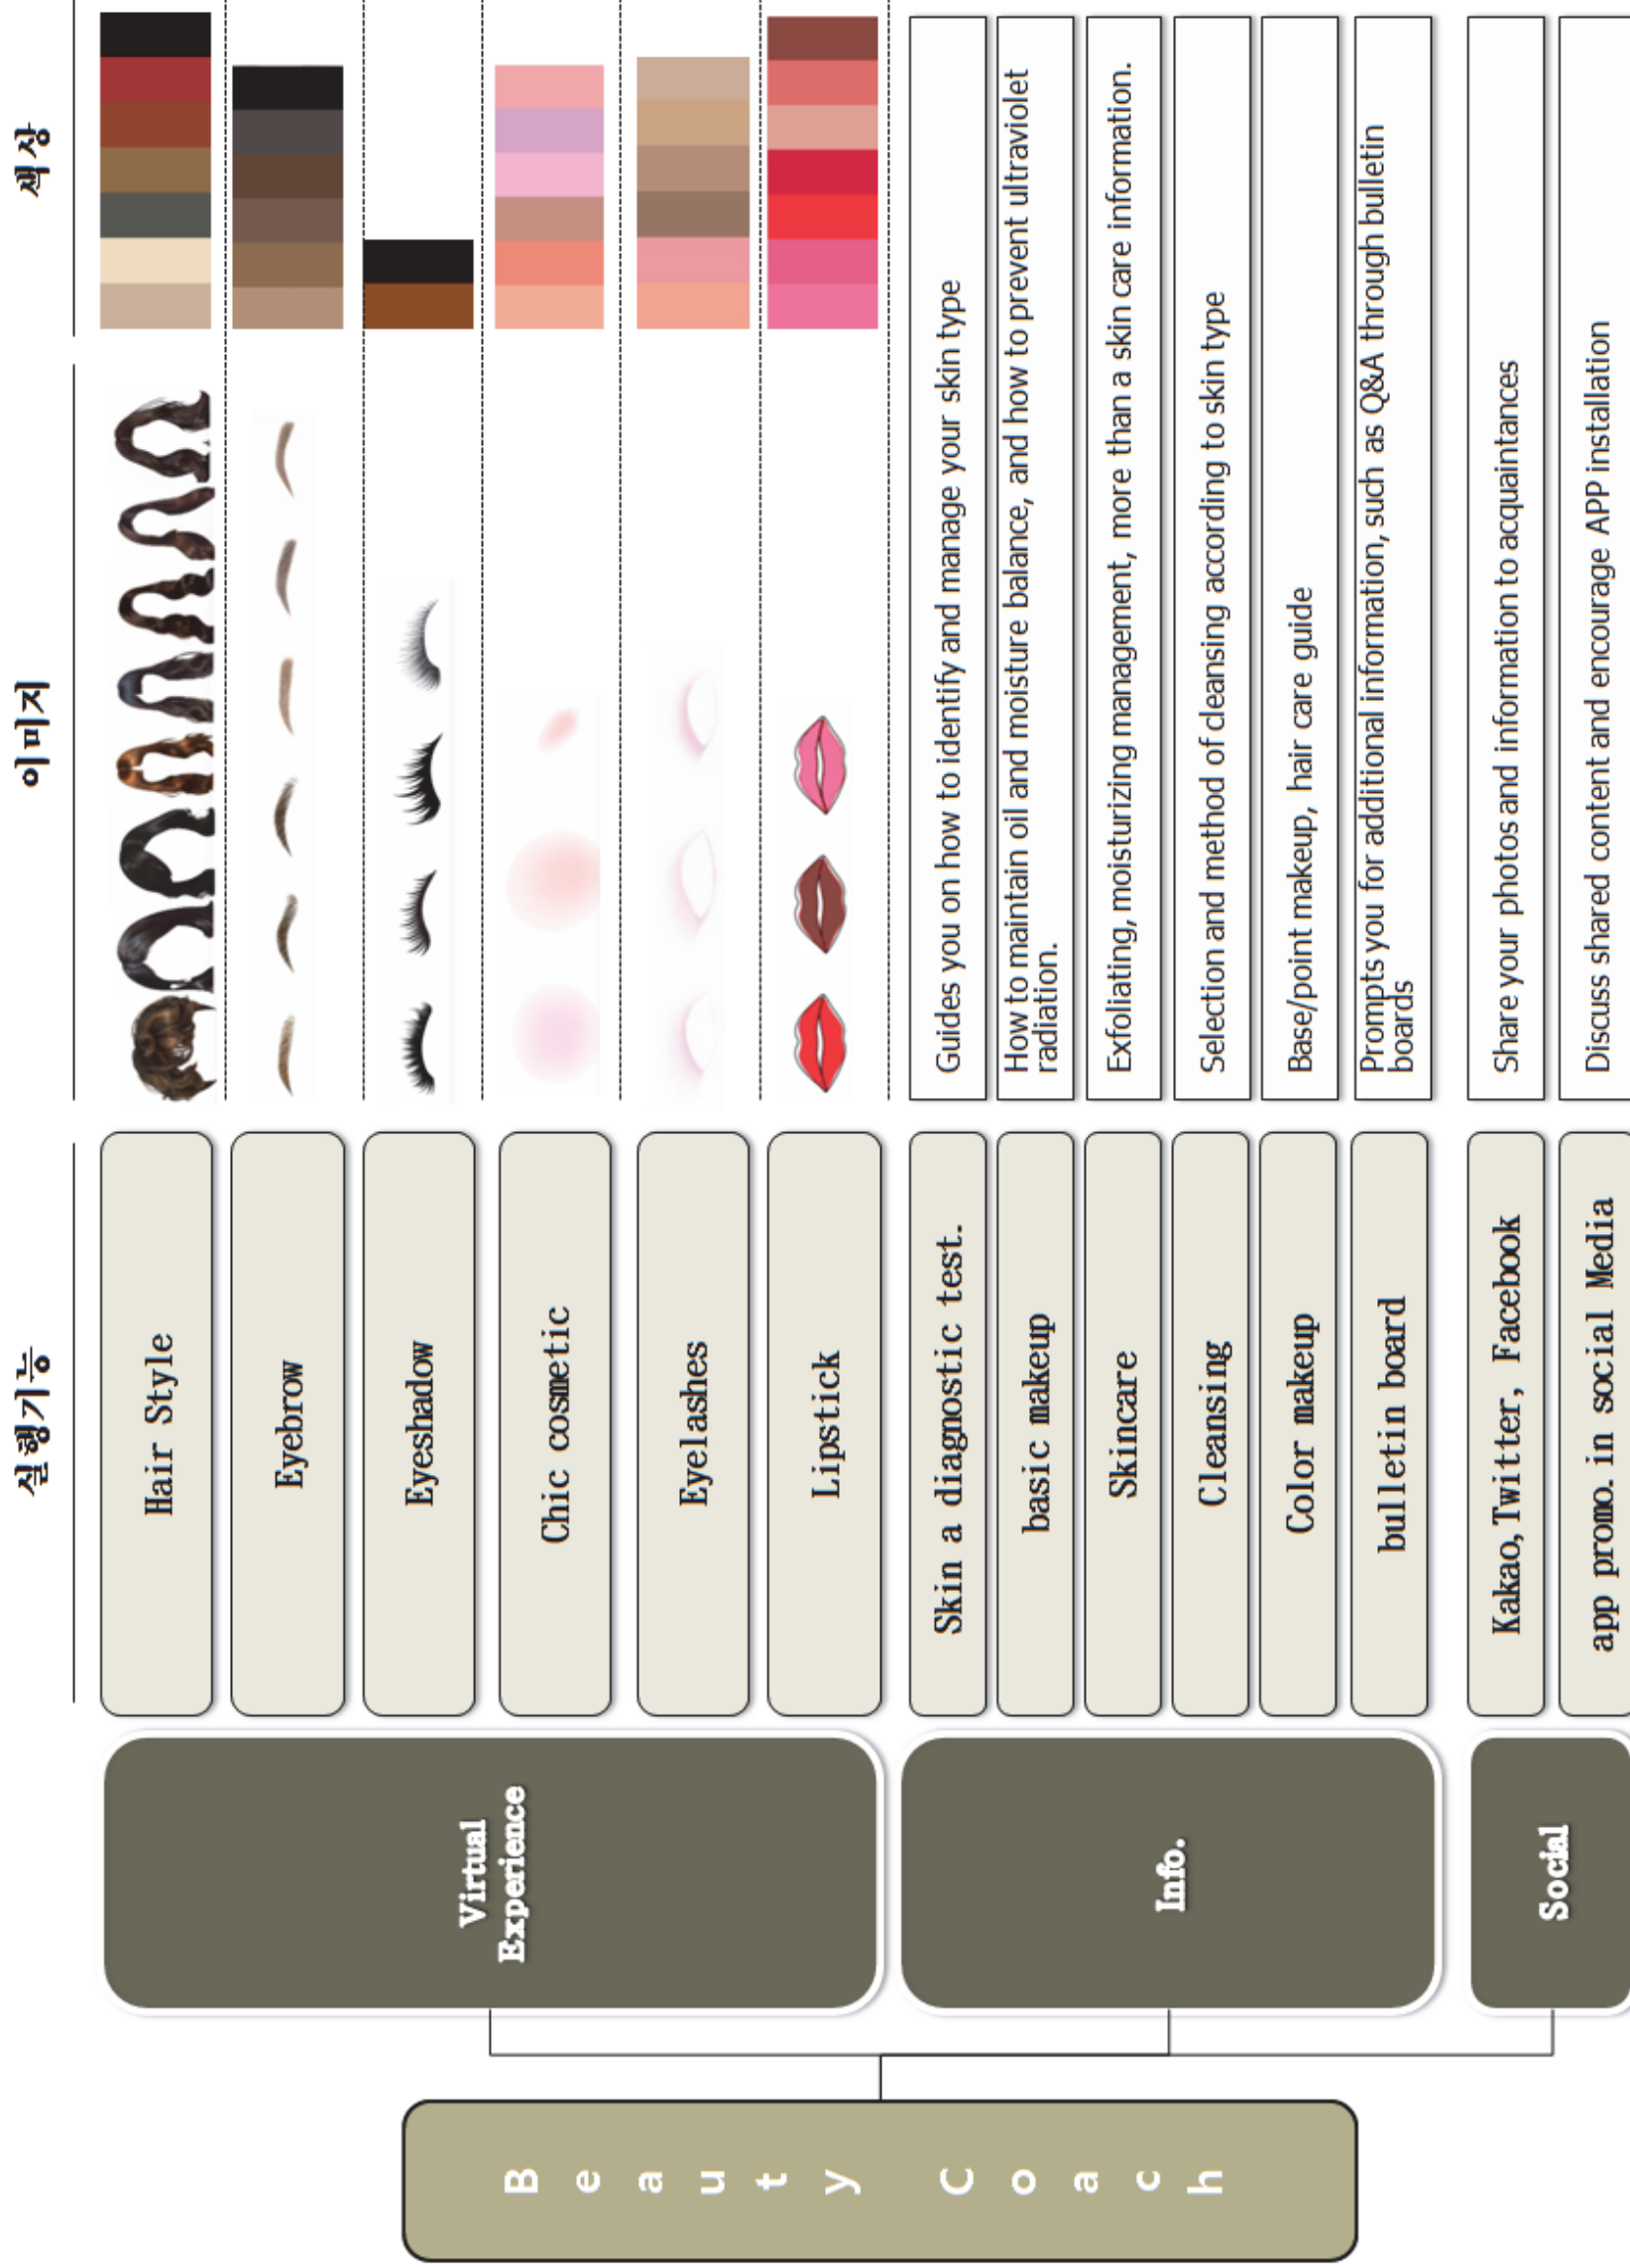 실행기능
이미지
색상
Beauty Coach
Virtual
Experience
Hair Style
Eyebrow
Eyeshadow
Chic cosmetic
Eyelashes
Lipstick
Info.
Skin a diagnostic test.
Guides you on how to identify and manage your skin type
basic makeup
How to maintain oil and moisture balance, and how to prevent ultraviolet
radiation.
Skincare
Exfoliating, moisturizing management, more than a skin care information.
Cleansing
Selection and method of cleansing according to skin type
Color makeup
Base/point makeup, hair care guide
bulletin board
Prompts you for additional information, such as Q&A through bulletin
boards
Social
Kakao,Twitter, Facebook
Share your photos and information to acquaintances
app promo. in social Media
Discuss shared content and encourage APP installation